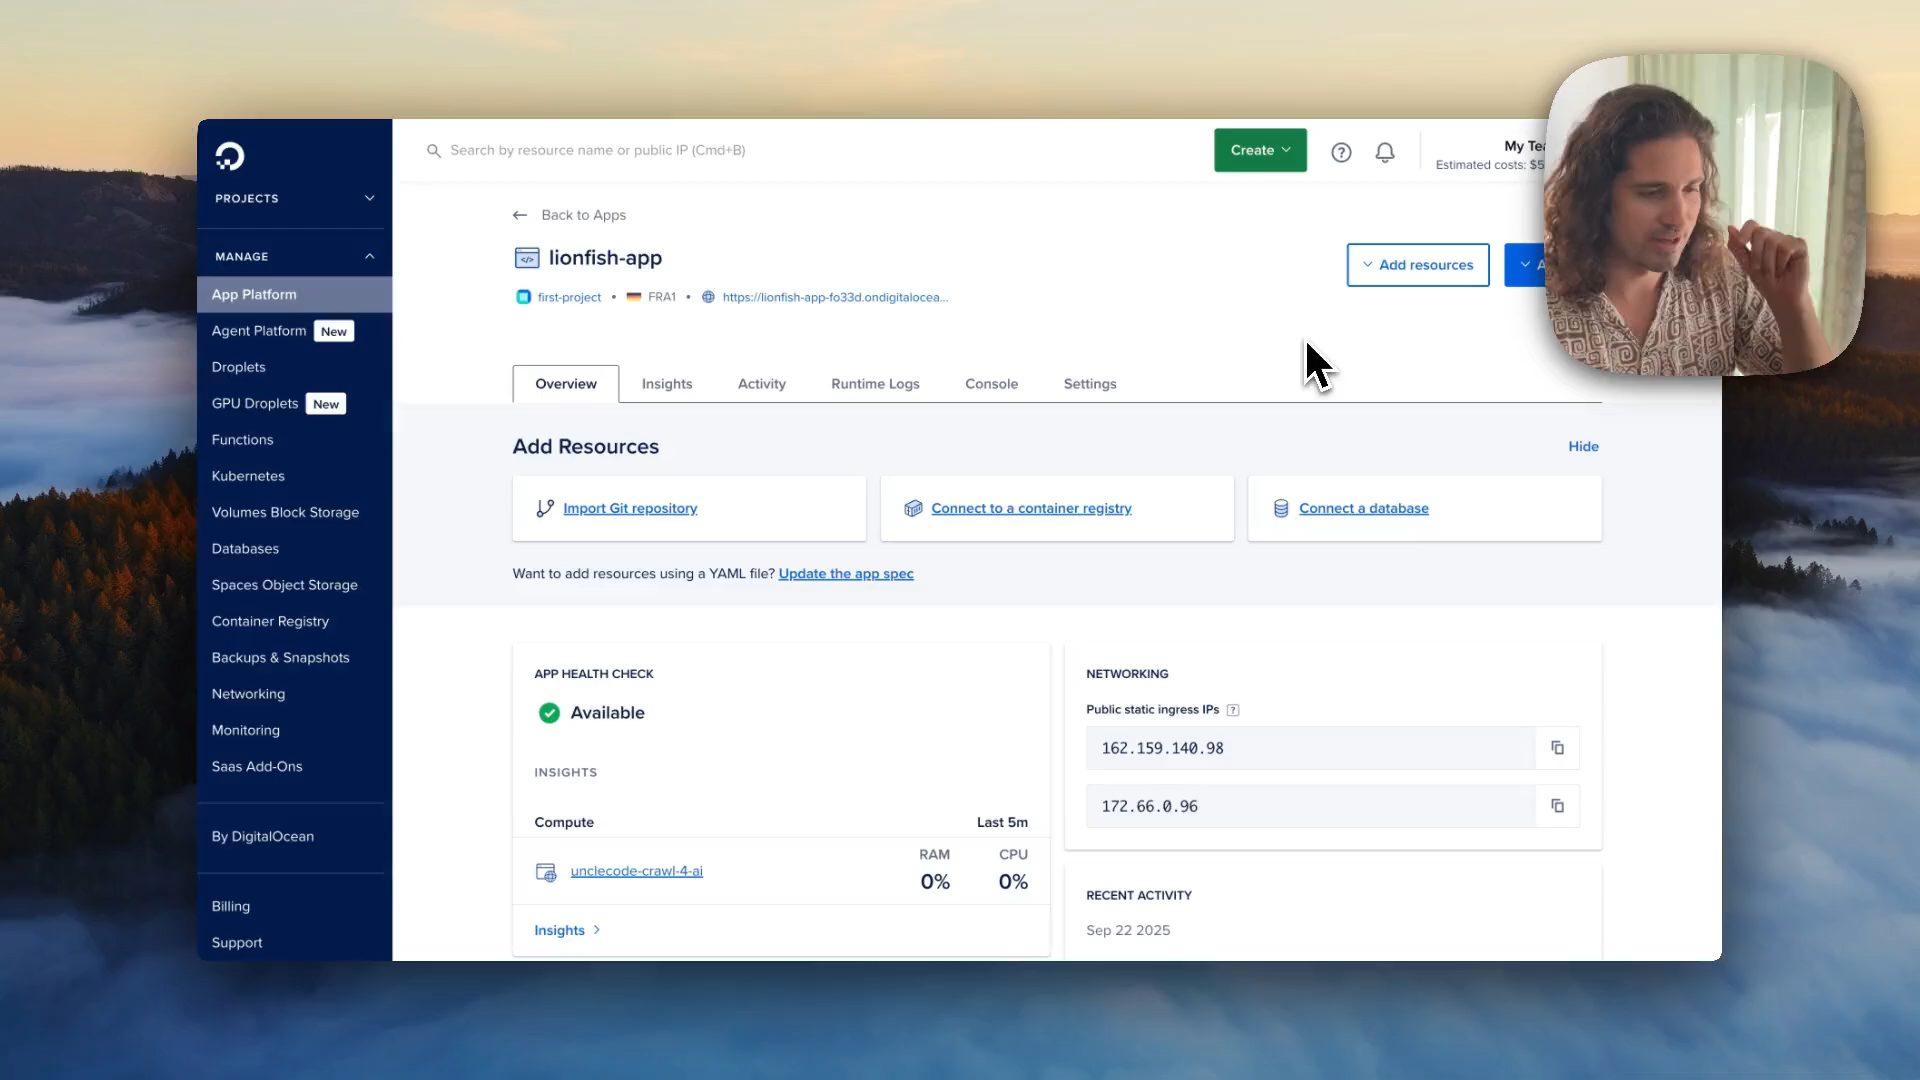 Search by resource name or public IP (Cmd+B)
Create
My Tea
Estimated costs: $5
PROJECTS
MANAGE
App Platform
Agent Platform New
Droplets
GPU Droplets New
Functions
Kubernetes
Volumes Block Storage
Databases
Spaces Object Storage
Container Registry
Backups & Snapshots
Networking
Monitoring
Saas Add-Ons
By DigitalOcean
Billing
Support
← Back to Apps
lionfish-app
first-project • FRA1 • https://lionfish-app-fo33d.ondigitalocea...
Add resources
A
Overview Insights Activity Runtime Logs Console Settings
Add Resources
Hide
Import Git repository
Connect to a container registry
Connect a database
Want to add resources using a YAML file? Update the app spec
APP HEALTH CHECK
Available
INSIGHTS
Compute Last 5m
RAM CPU
unclecode-crawl-4-ai 0% 0%
Insights >
NETWORKING
Public static ingress IPs ?
162.159.140.98
172.66.0.96
RECENT ACTIVITY
Sep 22 2025